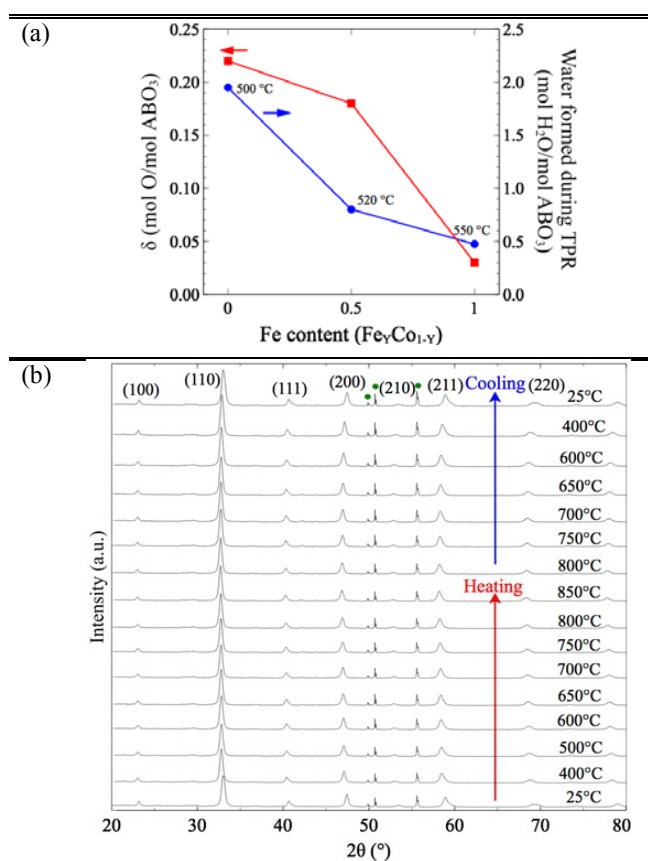 (a)
0.25
0.20
0.15
0.10
0.05
0.00
δ (mol O/mol ABO₃)
500 °C
520 °C
550 °C
2.5
2.0
1.5
1.0
0.5
0.0
Water formed during TPR
(mol H₂O/mol ABO₃)
0 0.5 1
Fe content (Fe_YCo_{1-Y})
(b)
(100) (110) (111) (200) (210) (211) Cooling (220) 25°C
400°C
600°C
650°C
700°C
750°C
800°C
Heating 850°C
800°C
750°C
700°C
650°C
600°C
500°C
400°C
25°C
Intensity (a.u.)
20 30 40 50 60 70 80
2θ (°)